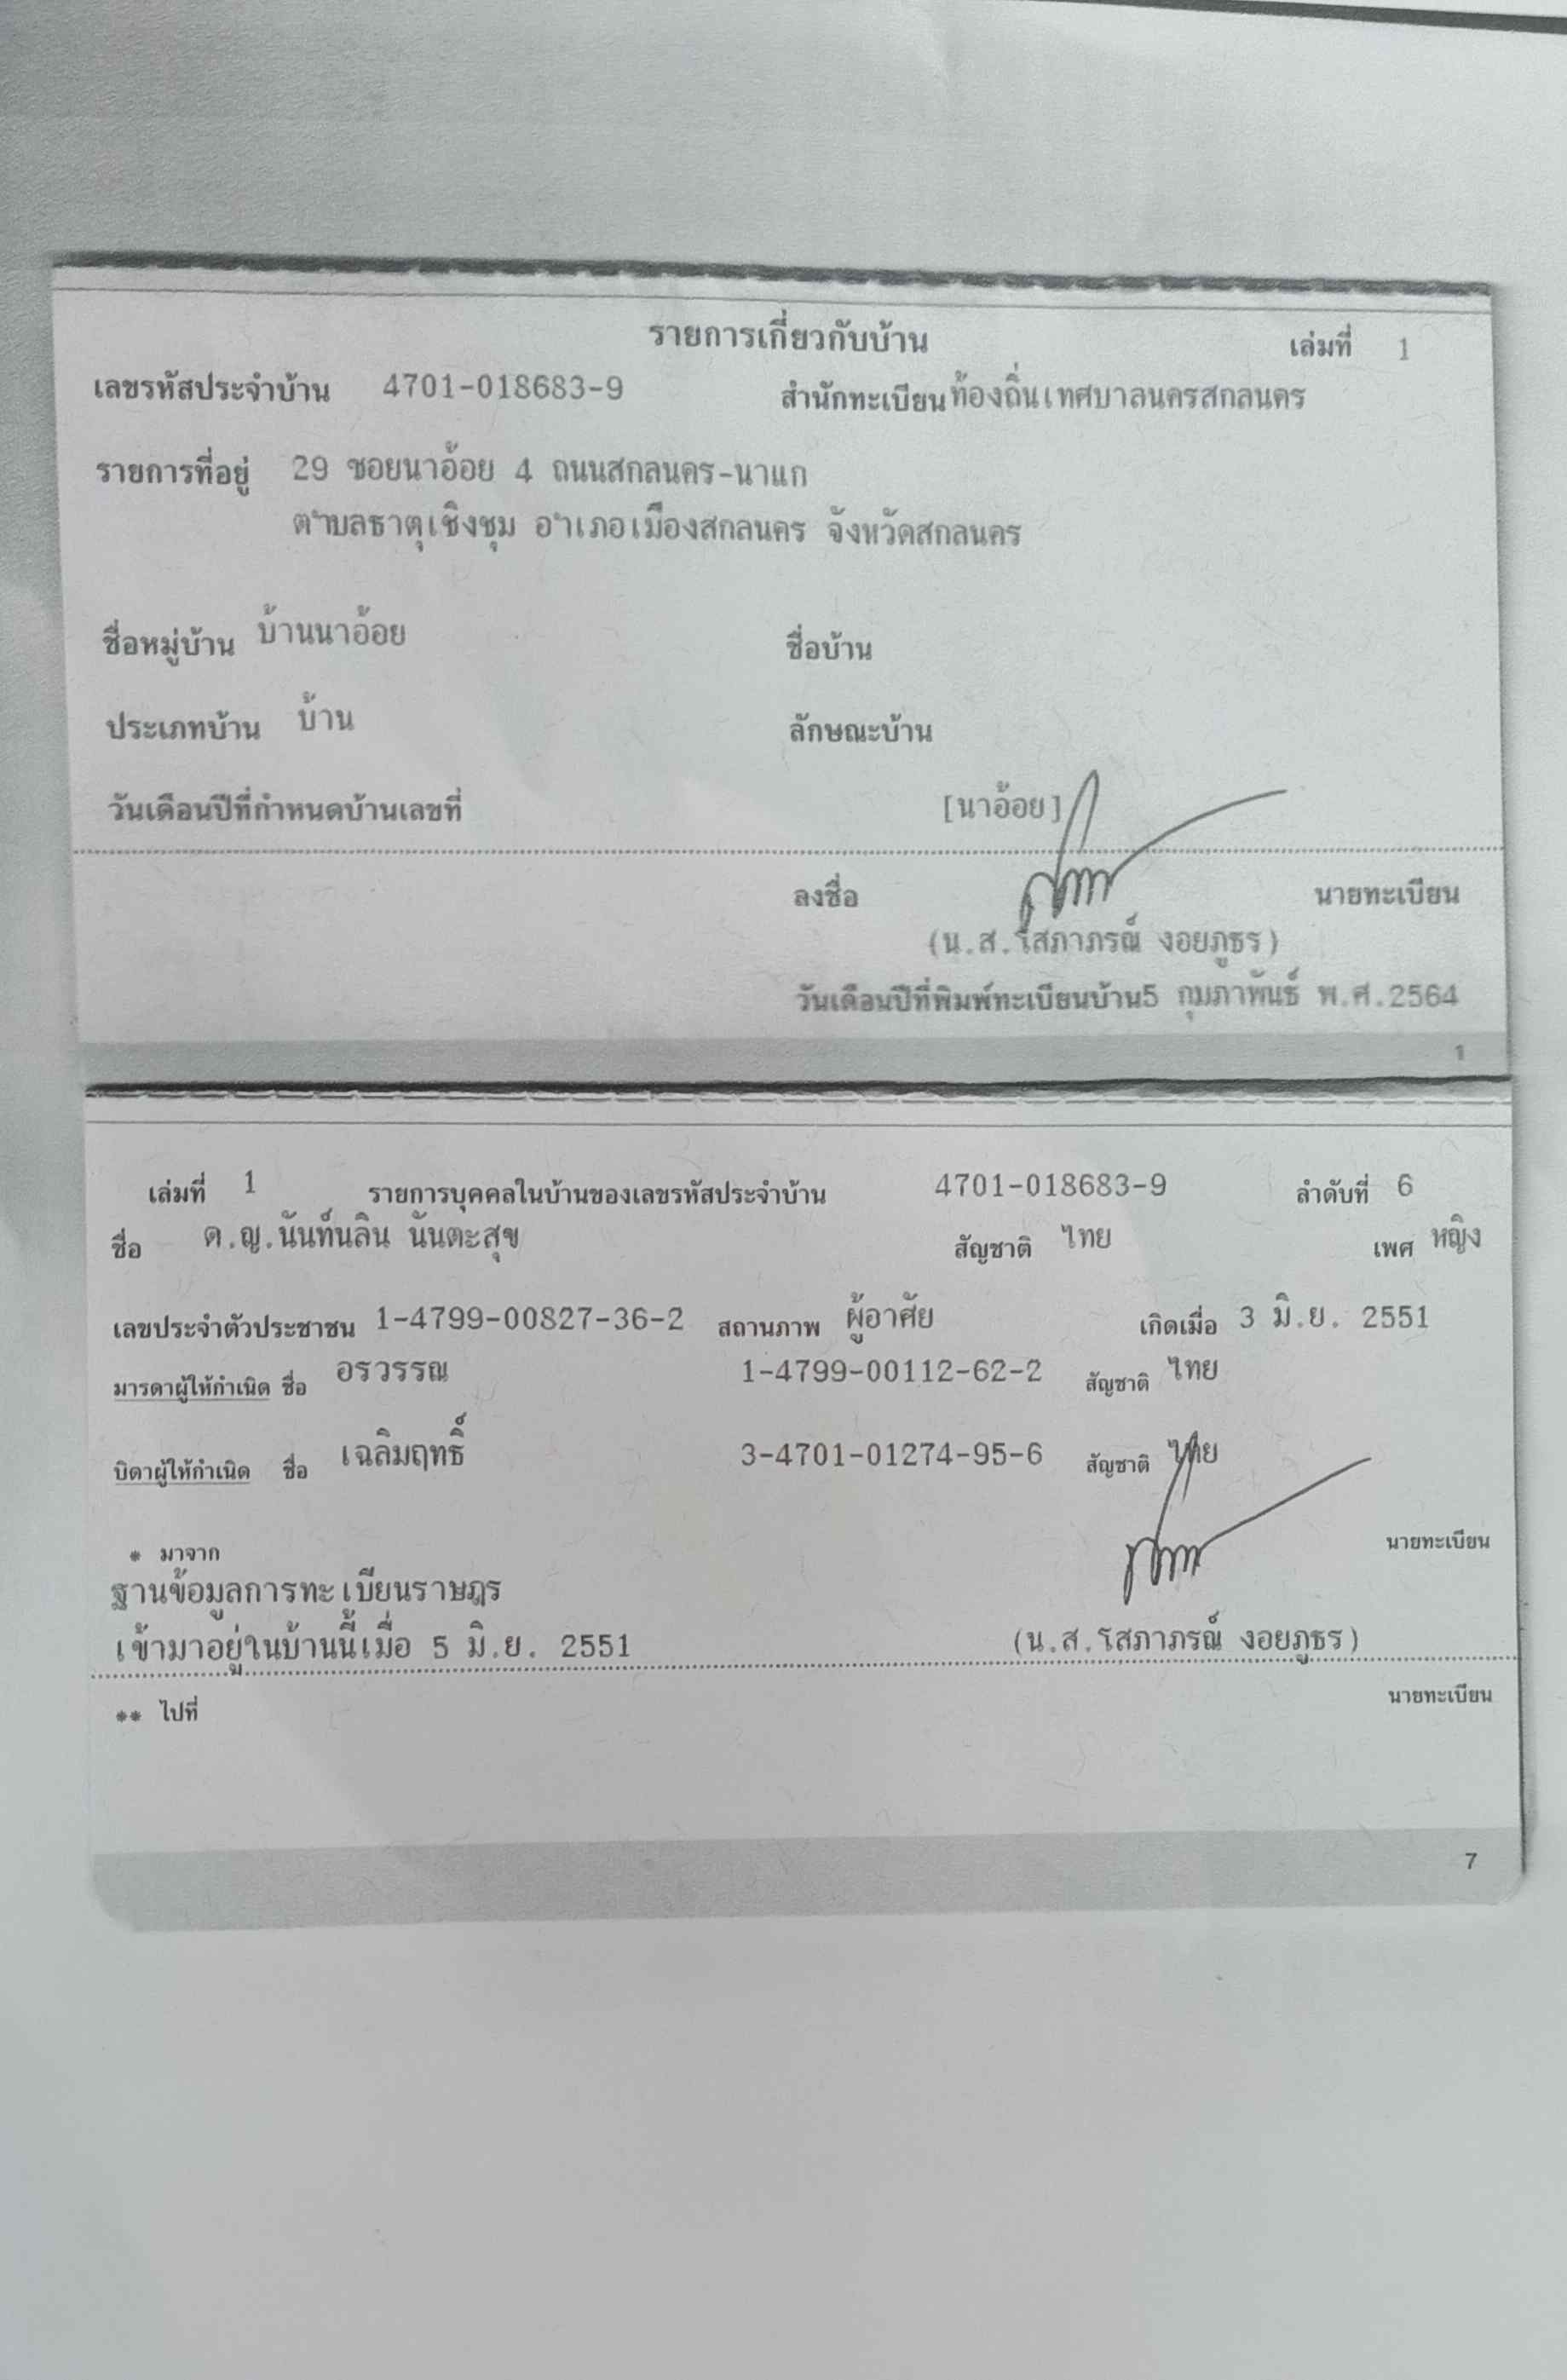 รายการเกี่ยวกับบ้าน เล่มที่ 1
เลขรหัสประจำบ้าน 4701-018683-9 สำนักทะเบียน ท้องถิ่นเทศบาลนครสกลนคร
รายการที่อยู่ 29 ซอยนาอ้อย 4 ถนนสกลนคร-นาแก
ตำบลธาตุเชิงชุม อำเภอเมืองสกลนคร จังหวัดสกลนคร
ชื่อหมู่บ้าน บ้านนาอ้อย ชื่อบ้าน
ประเภทบ้าน บ้าน ลักษณะบ้าน
วันเดือนปีที่กำหนดบ้านเลขที่ [นาอ้อย]
ลงชื่อ นายทะเบียน
(น.ส.โสภาภรณ์ งอยภูธร)
วันเดือนปีที่พิมพ์ทะเบียนบ้าน 5 กุมภาพันธ์ พ.ศ.2564
1
เล่มที่ 1 รายการบุคคลในบ้านของเลขรหัสประจำบ้าน 4701-018683-9 ลำดับที่ 6
ชื่อ ด.ญ.นันท์นลิน นันตะสุข สัญชาติ ไทย เพศ หญิง
เลขประจำตัวประชาชน 1-4799-00827-36-2 สถานภาพ ผู้อาศัย เกิดเมื่อ 3 มิ.ย. 2551
มารดาผู้ให้กำเนิด ชื่อ อรวรรณ 1-4799-00112-62-2 สัญชาติ ไทย
บิดาผู้ให้กำเนิด ชื่อ เฉลิมฤทธิ์ 3-4701-01274-95-6 สัญชาติ ไทย
* มาจาก นายทะเบียน
ฐานข้อมูลการทะเบียนราษฎร
เข้ามาอยู่ในบ้านนี้เมื่อ 5 มิ.ย. 2551 (น.ส.โสภาภรณ์ งอยภูธร)
** ไปที่ นายทะเบียน
7